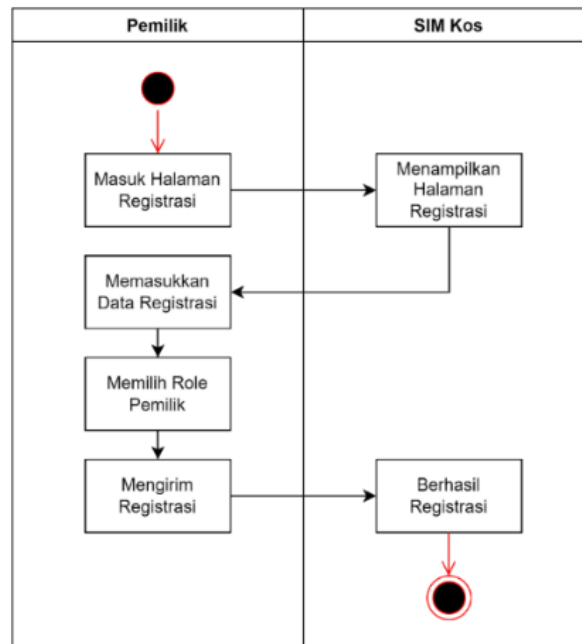 Pemilik
SIM Kos
Masuk Halaman
Registrasi
Menampilkan
Halaman
Registrasi
Memasukkan
Data Registrasi
Memilih Role
Pemilik
Mengirim
Registrasi
Berhasil
Registrasi